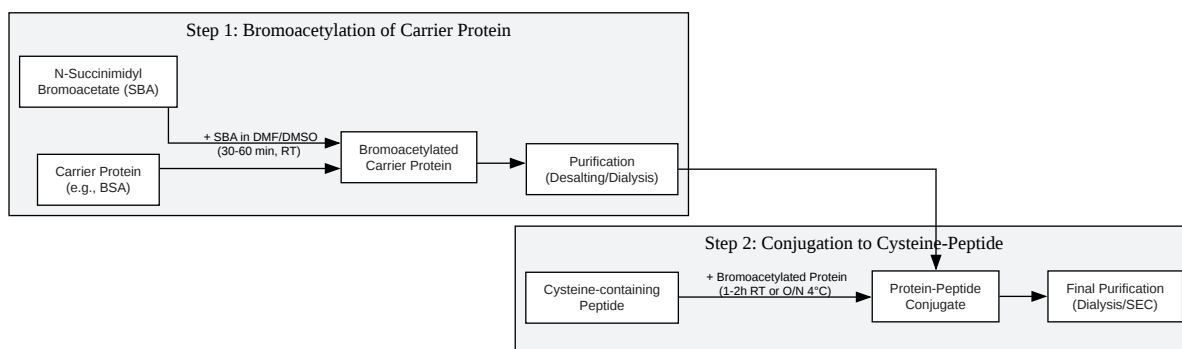 Step 1: Bromoacetylation of Carrier Protein
N-Succinimidyl
Bromoacetate (SBA)
+ SBA in DMF/DMSO
(30-60 min, RT)
Carrier Protein
(e.g., BSA)
Bromoacetylated
Carrier Protein
Purification
(Desalting/Dialysis)
Step 2: Conjugation to Cysteine-Peptide
Cysteine-containing
Peptide
+ Bromoacetylated Protein
(1-2h RT or O/N 4°C)
Protein-Peptide
Conjugate
Final Purification
(Dialysis/SEC)